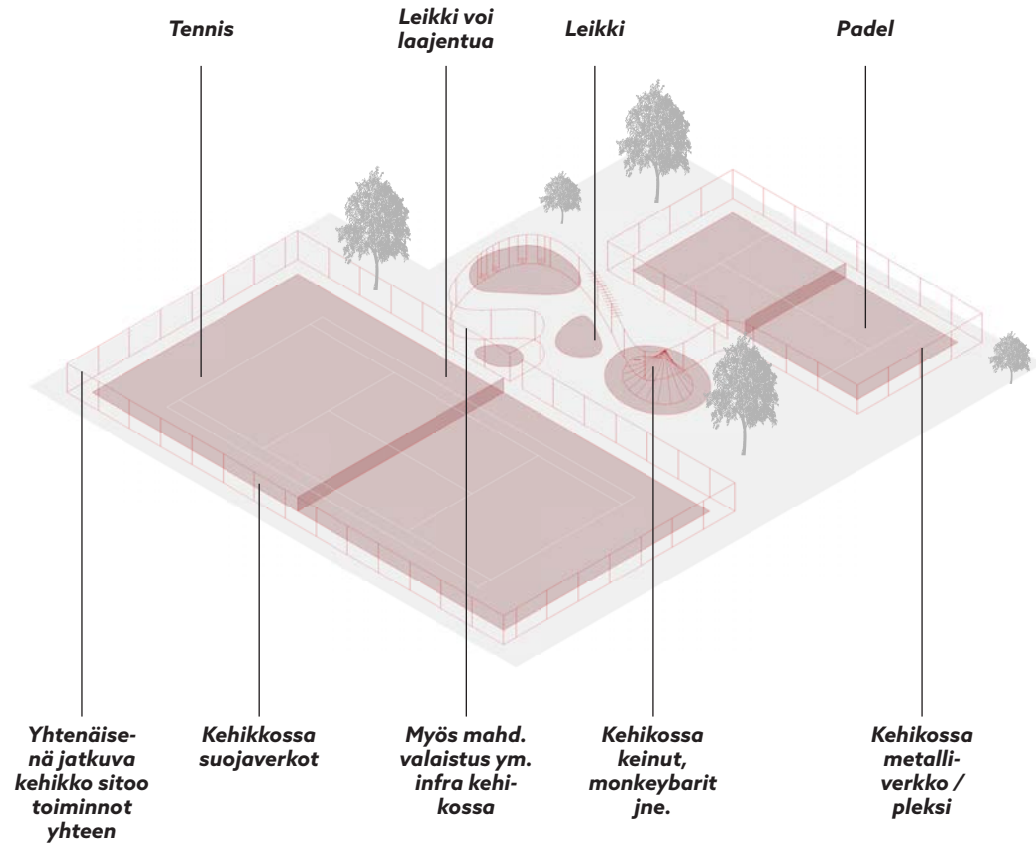 Tennis
Leikki voi
laajentua
Leikki
Padel
Yhtenäise-
nä jatkuva
kehikko sitoo
toiminnot
yhteen
Kehikkossa
suojaverkot
Myös mahd.
valaistus ym.
infra kehi-
kossa
Kehikossa
keinut,
monkeybarit
jne.
Kehikossa
metalli-
verkko /
pleksi